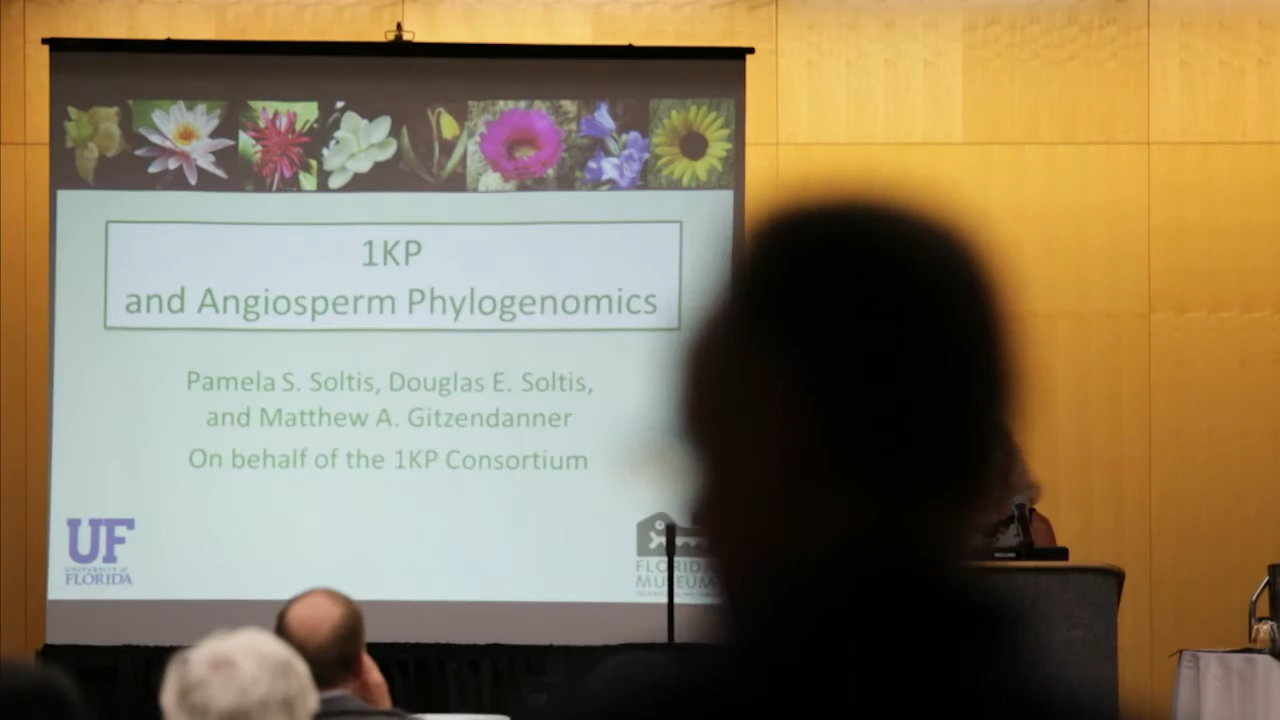 1KP
and Angiosperm Phylogenomics
Pamela S. Soltis, Douglas E. Soltis,
and Matthew A. Gitzendanner
On behalf of the 1KP Consortium
UF
UNIVERSITY of
FLORIDA
FLORIDA
MUSEUM